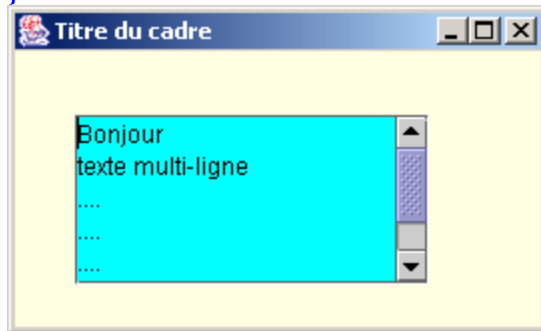 }
Titre du cadre
Bonjour
texte multi-ligne
....
....
....